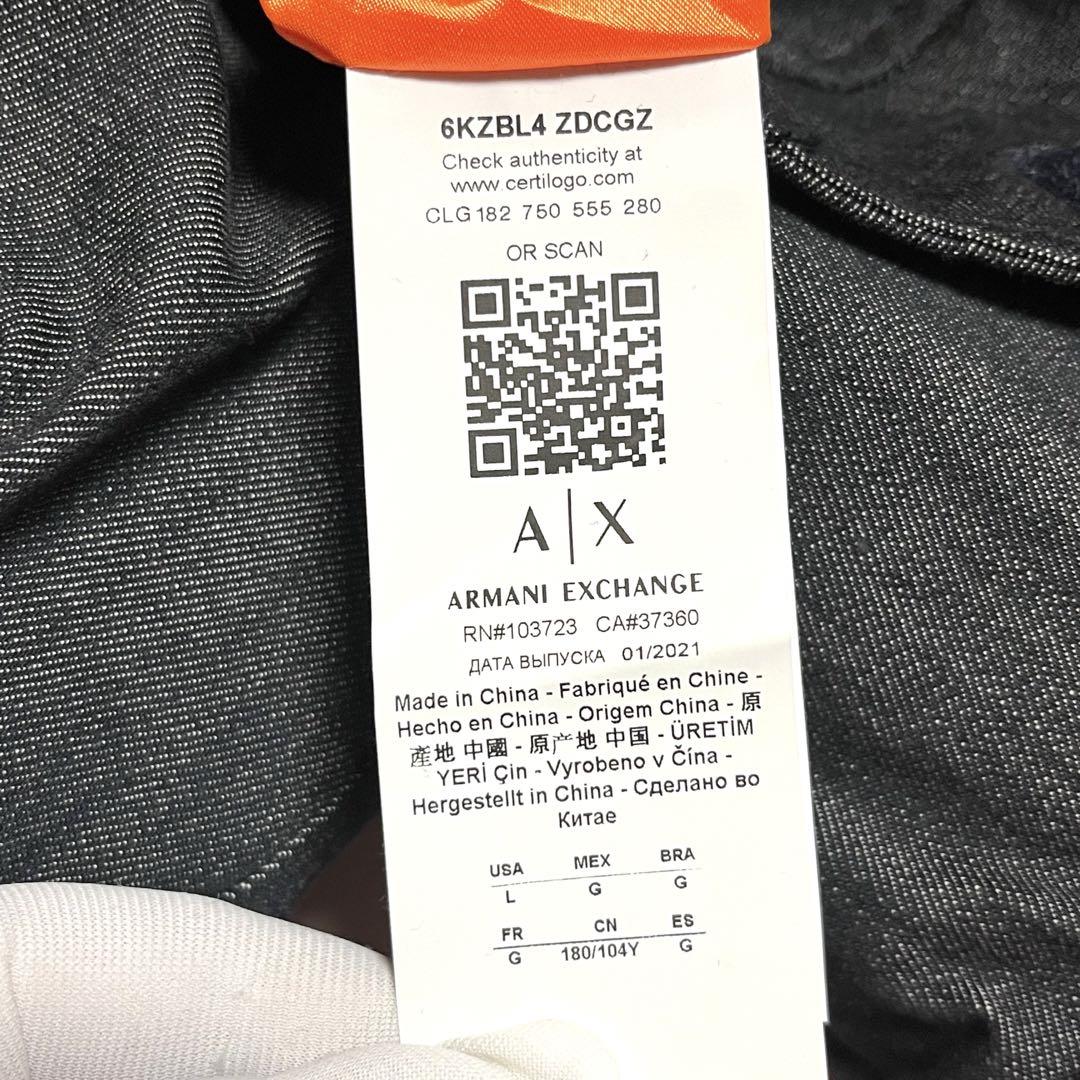 6KZBL4 ZDCGZ
Check authenticity at
www.certilogo.com
CLG 182 750 555 280
OR SCAN
A|X
ARMANI EXCHANGE
RN#103723 CA#37360
ДАТА ВЫПУСКА 01/2021
Made in China - Fabriqué en Chine -
Hecho en China - Origem China - 原
產地 中國 - 原产地 中国 - ÜRETİM
YERİ Çin - Vyrobeno v Čína -
Hergestellt in China - Сделано во
Китае
USA MEX BRA
L G G
FR CN ES
G 180/104Y G